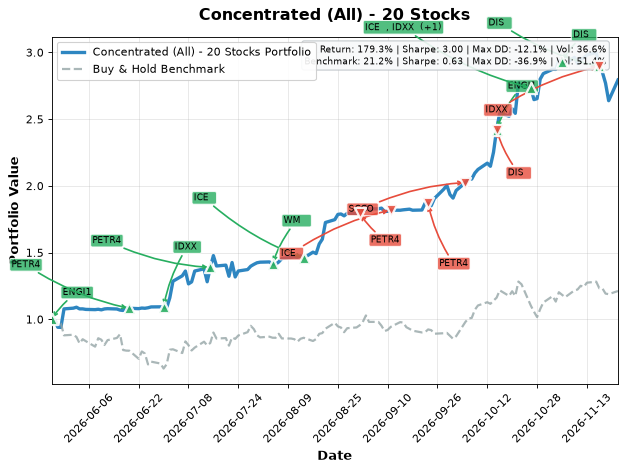 Concentrated (All) - 20 Stocks
ICE , IDXX (+1)
DIS
DIS
Concentrated (All) - 20 Stocks Portfolio
Buy & Hold Benchmark
Return: 179.3% | Sharpe: 3.00 | Max DD: -12.1% | Vol: 36.6%
Benchmark: 21.2% | Sharpe: 0.63 | Max DD: -36.9% | Vol: 51.4%
ENGI1
IDXX
DIS
ICE
WM
PETR4
IDXX
ICE
PETR4
PETR4
PETR4
ENGI1
3.0
2.5
2.0
1.5
1.0
Portfolio Value
2026-06-06
2026-06-22
2026-07-08
2026-07-24
2026-08-09
2026-08-25
2026-09-10
2026-09-26
2026-10-12
2026-10-28
2026-11-13
Date